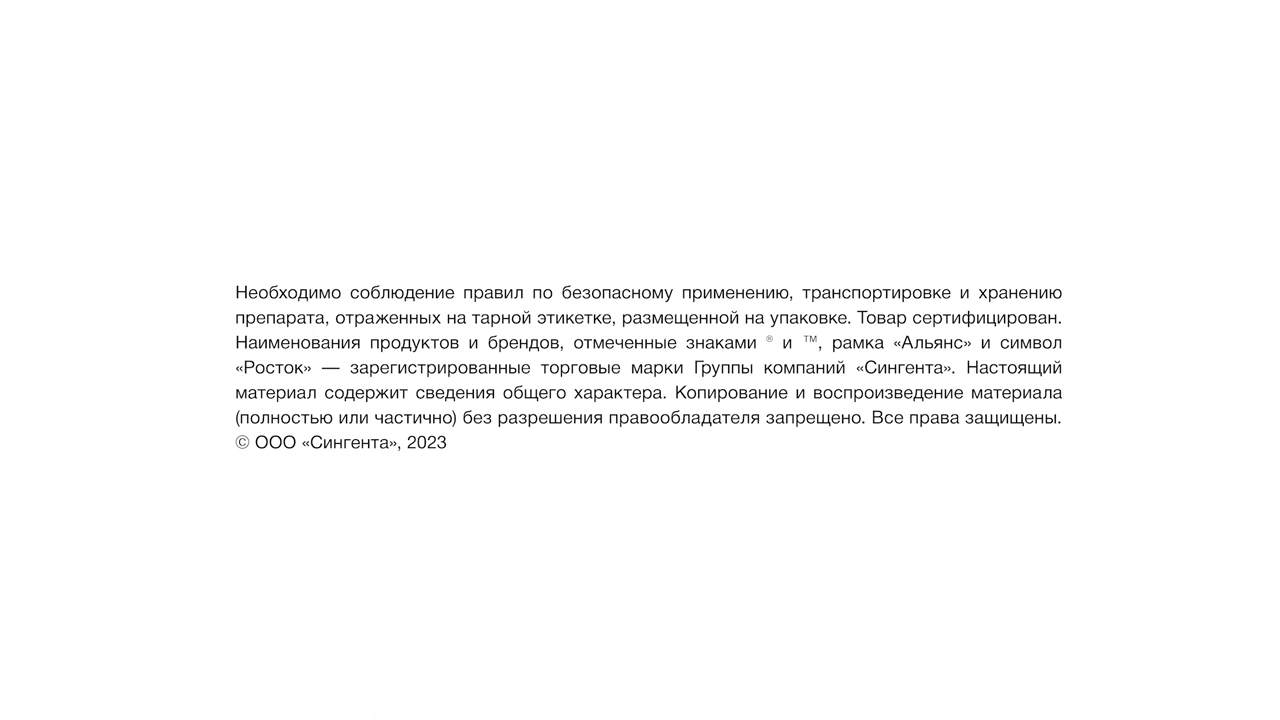 Необходимо соблюдение правил по безопасному применению, транспортировке и хранению
препарата, отраженных на тарной этикетке, размещенной на упаковке. Товар сертифицирован.
Наименования продуктов и брендов, отмеченные знаками ® и ™, рамка «Альянс» и символ
«Росток» — зарегистрированные торговые марки Группы компаний «Сингента». Настоящий
материал содержит сведения общего характера. Копирование и воспроизведение материала
(полностью или частично) без разрешения правообладателя запрещено. Все права защищены.
© ООО «Сингента», 2023